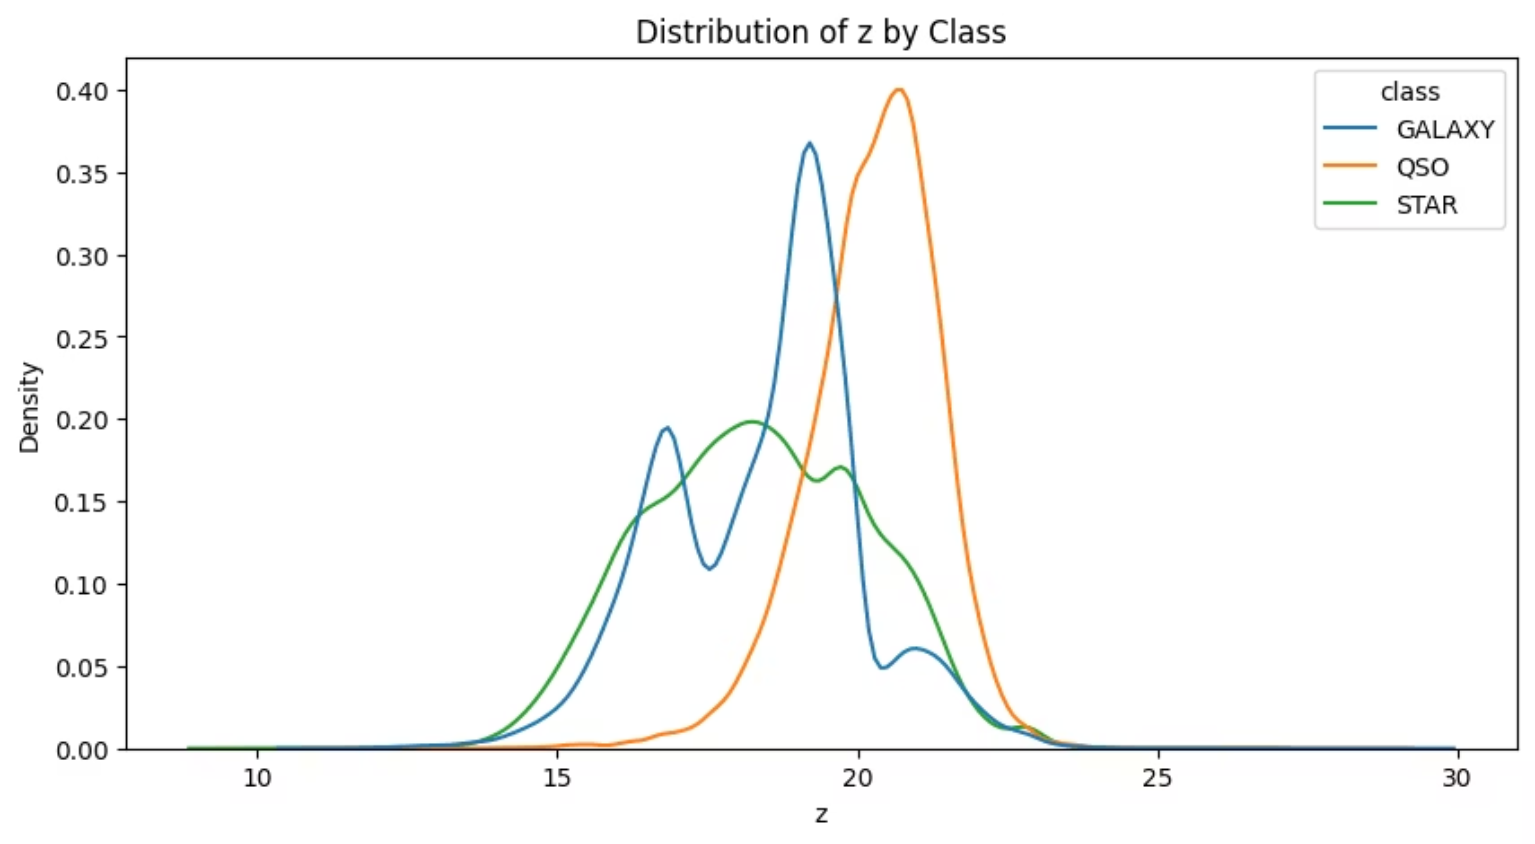 Distribution of z by Class
class
GALAXY
QSO
STAR
Density
0.40
0.35
0.30
0.25
0.20
0.15
0.10
0.05
0.00
10 15 20 25 30
z